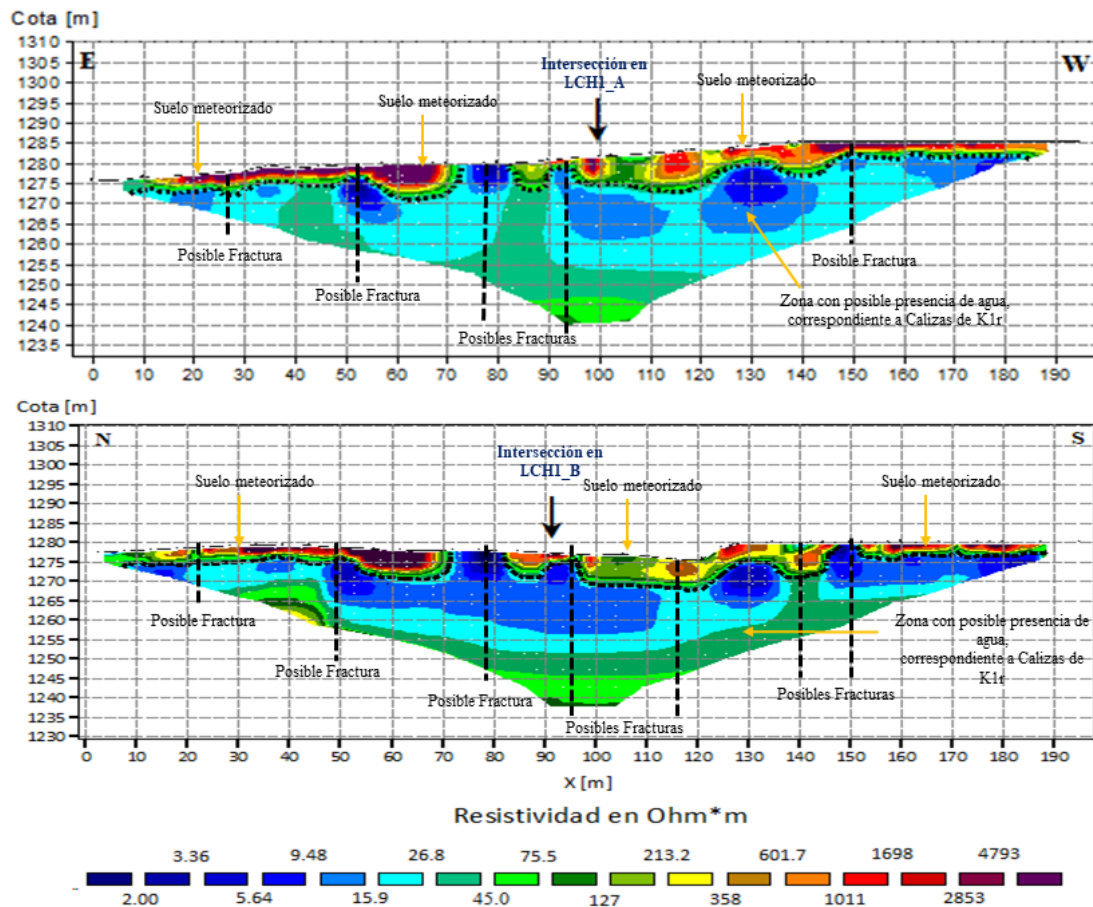 Cota [m]
1310
1305
1300
1295
1290
1285
1280
1275
1270
1260
1255
1250
1245
1240
1235
E
W
Intersección en
LCH1_A
Suelo meteorizado
Suelo meteorizado
Suelo meteorizado
Posible Fractura
Posible Fractura
Posibles Fracturas
Posible Fractura
Zona con posible presencia de agua,
correspondiente a Calizas de K1r
0 10 20 30 40 50 60 70 80 90 100 110 120 130 140 150 160 170 180 190
Cota [m]
1310
1305
1300
1295
1290
1285
1280
1275
1270
1265
1260
1255
1250
1245
1240
1235
1230
N
S
Intersección en
LCH1_B
Suelo meteorizado
Suelo meteorizado
Suelo meteorizado
Posible Fractura
Posible Fractura
Posible Fractura
Posibles Fracturas
Posibles Fracturas
Zona con posible presencia de
agua,
correspondiente a Calizas de
K1r
0 10 20 30 40 50 60 70 80 90 100 110 120 130 140 150 160 170 180 190
X [m]
Resistividad en Ohm*m
3.36 9.48 26.8 75.5 213.2 601.7 1698 4793
2.00 5.64 15.9 45.0 127 358 1011 2853